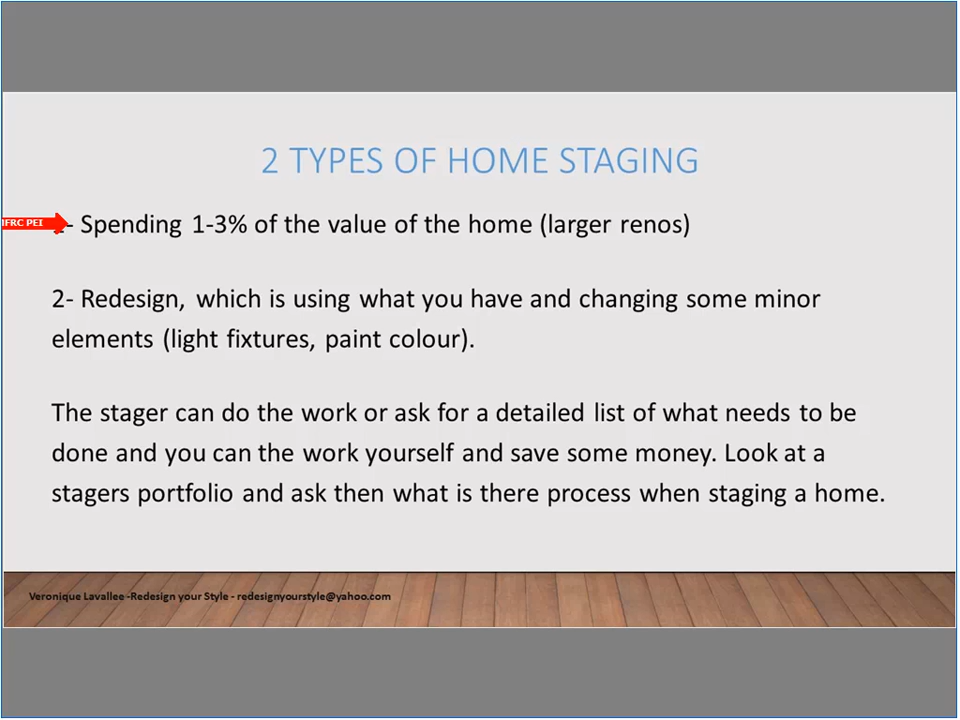 2 TYPES OF HOME STAGING
MFRC PEI
- Spending 1-3% of the value of the home (larger renos)
2- Redesign, which is using what you have and changing some minor
elements (light fixtures, paint colour).
The stager can do the work or ask for a detailed list of what needs to be
done and you can the work yourself and save some money. Look at a
stagers portfolio and ask then what is there process when staging a home.
Veronique Lavallee -Redesign your Style - redesignyourstyle@yahoo.com